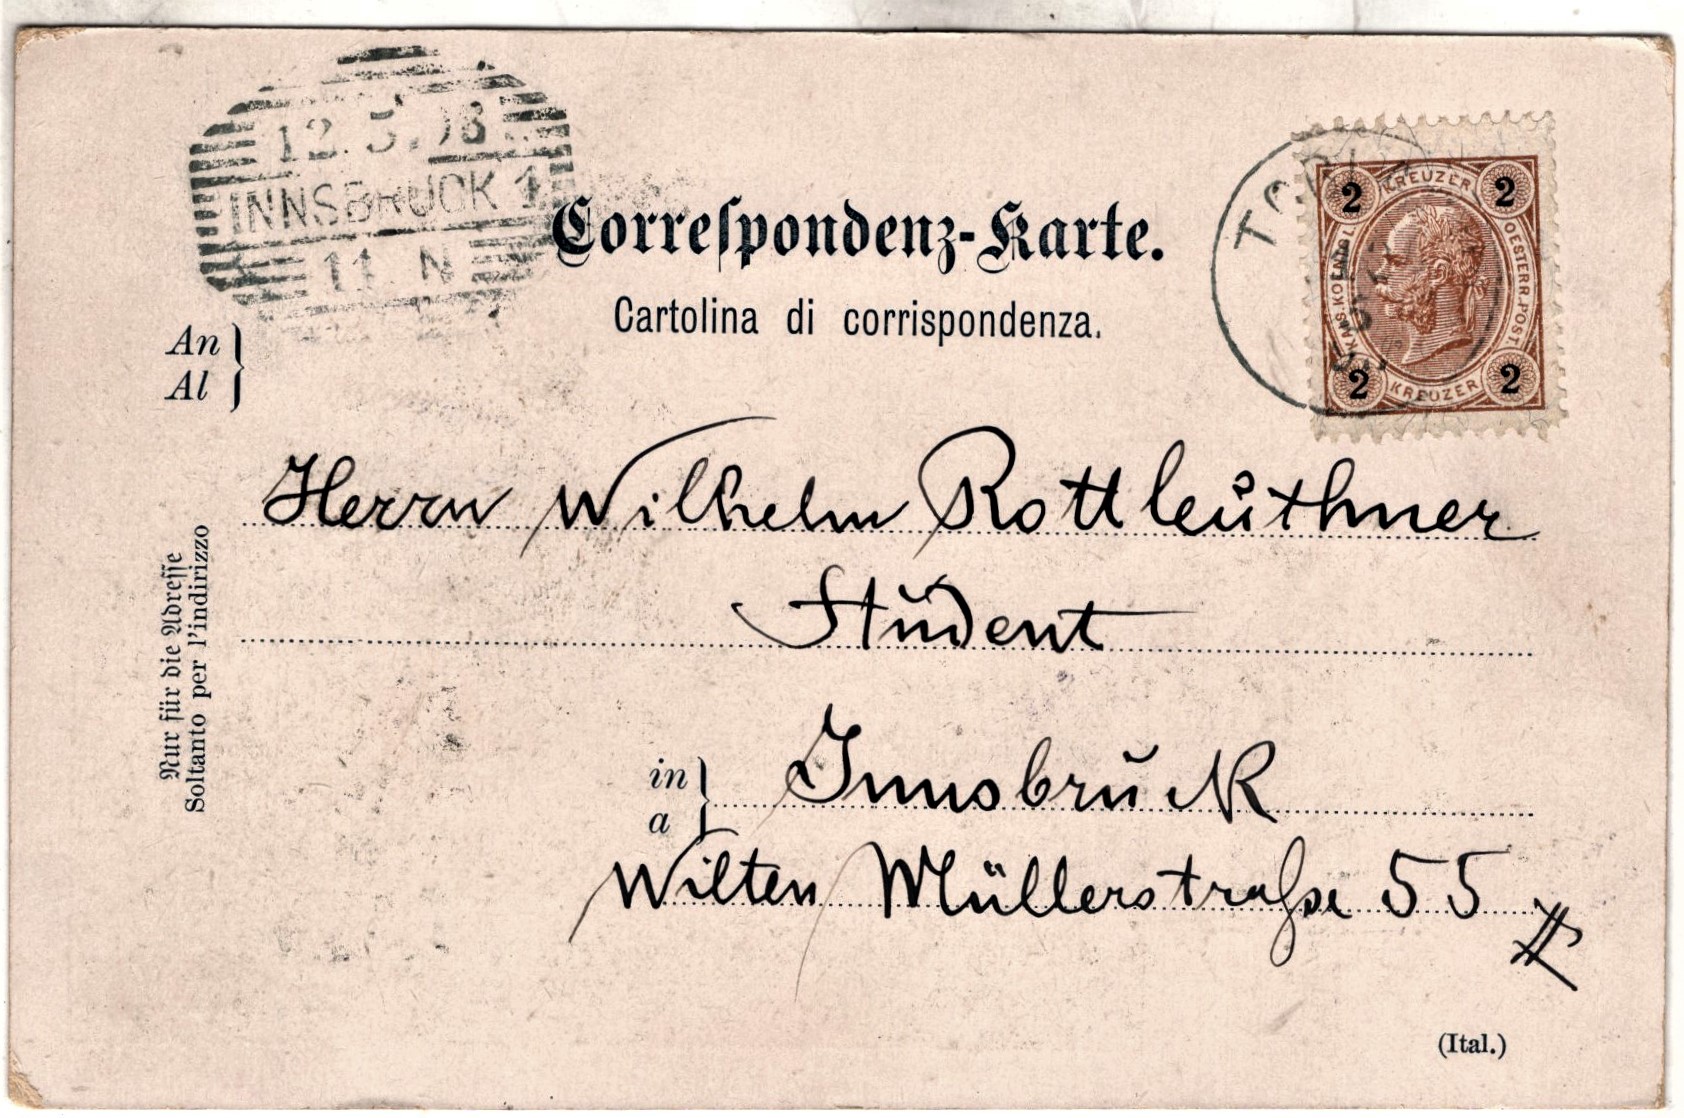 12. 5. 98
INNSBRUCK 1
11 N
Correſpondenz-Karte.
Cartolina di corrispondenza.
An
Al
2 KREUZER 2
KAIS. KOENIGL. OESTERR. POST.
2 KREUZER 2
Herrn Wilhelm Rottleuthner
Student
in
a
Innsbruck
Wilten Müllerstraße 55
II
Nur für die Adreſſe
Soltanto per l'indirizzo
(Ital.)